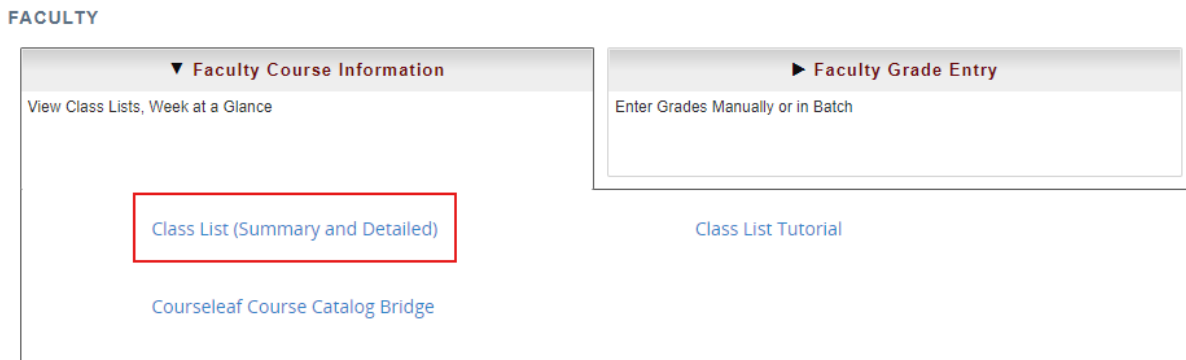 FACULTY
▼ Faculty Course Information
View Class Lists, Week at a Glance
► Faculty Grade Entry
Enter Grades Manually or in Batch
Class List (Summary and Detailed)
Class List Tutorial
Courseleaf Course Catalog Bridge